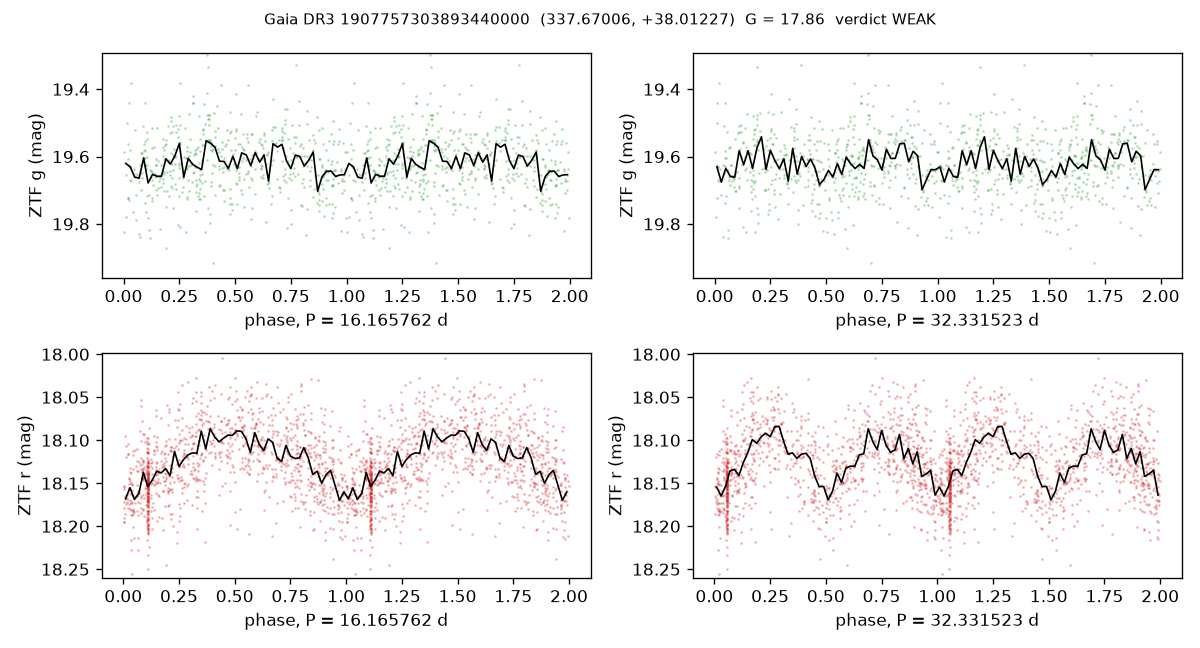 Gaia DR3 1907757303893440000  (337.67006, +38.01227)  G = 17.86  verdict WEAK
ZTF g (mag)
19.4
19.6
19.8
0.00 0.25 0.50 0.75 1.00 1.25 1.50 1.75 2.00
phase, P = 16.165762 d
ZTF g (mag)
19.4
19.6
19.8
0.00 0.25 0.50 0.75 1.00 1.25 1.50 1.75 2.00
phase, P = 32.331523 d
ZTF r (mag)
18.00
18.05
18.10
18.15
18.20
18.25
0.00 0.25 0.50 0.75 1.00 1.25 1.50 1.75 2.00
phase, P = 16.165762 d
ZTF r (mag)
18.00
18.05
18.10
18.15
18.20
18.25
0.00 0.25 0.50 0.75 1.00 1.25 1.50 1.75 2.00
phase, P = 32.331523 d